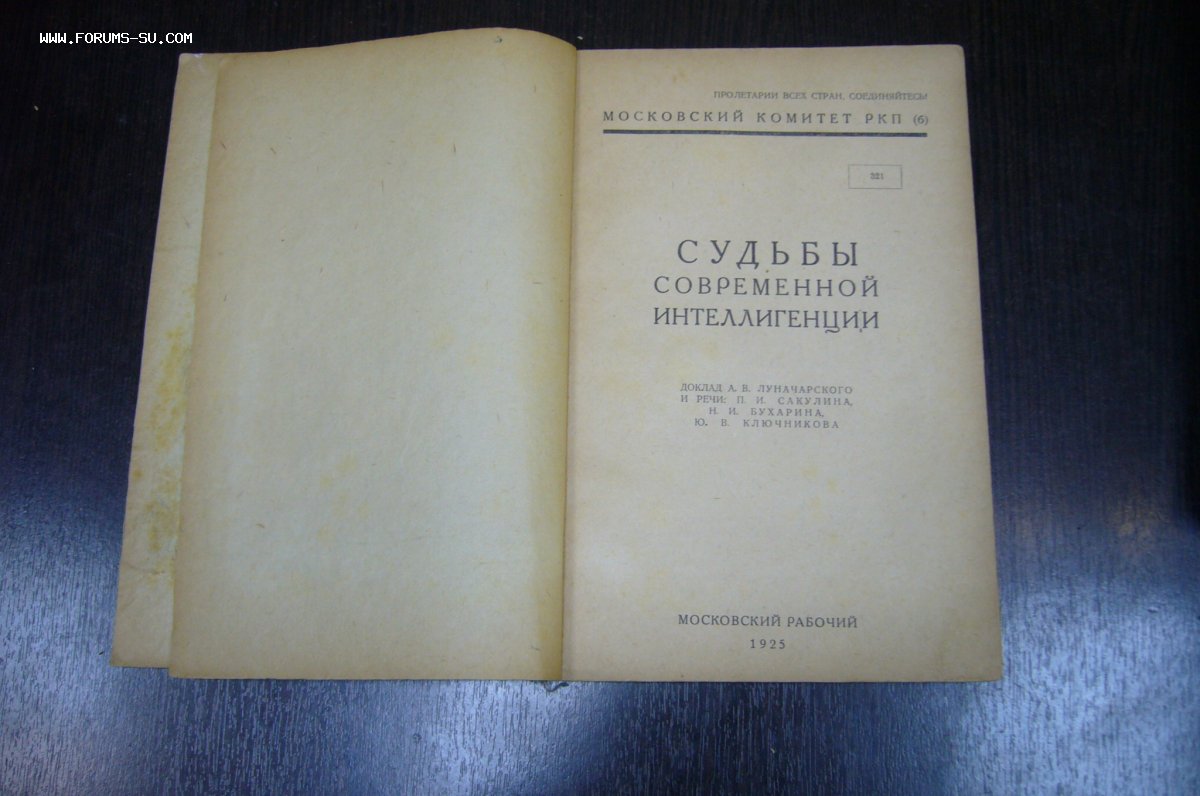 WWW.FORUMS-SU.COM
ПРОЛЕТАРИИ ВСЕХ СТРАН, СОЕДИНЯЙТЕСЬ!
МОСКОВСКИЙ КОМИТЕТ РКП (б)
321
СУДЬБЫ
СОВРЕМЕННОЙ
ИНТЕЛЛИГЕНЦИИ
ДОКЛАД А. В. ЛУНАЧАРСКОГО
И РЕЧИ: П. И. САКУЛИНА,
Н. И. БУХАРИНА,
Ю. В. КЛЮЧНИКОВА
МОСКОВСКИЙ РАБОЧИЙ
1925